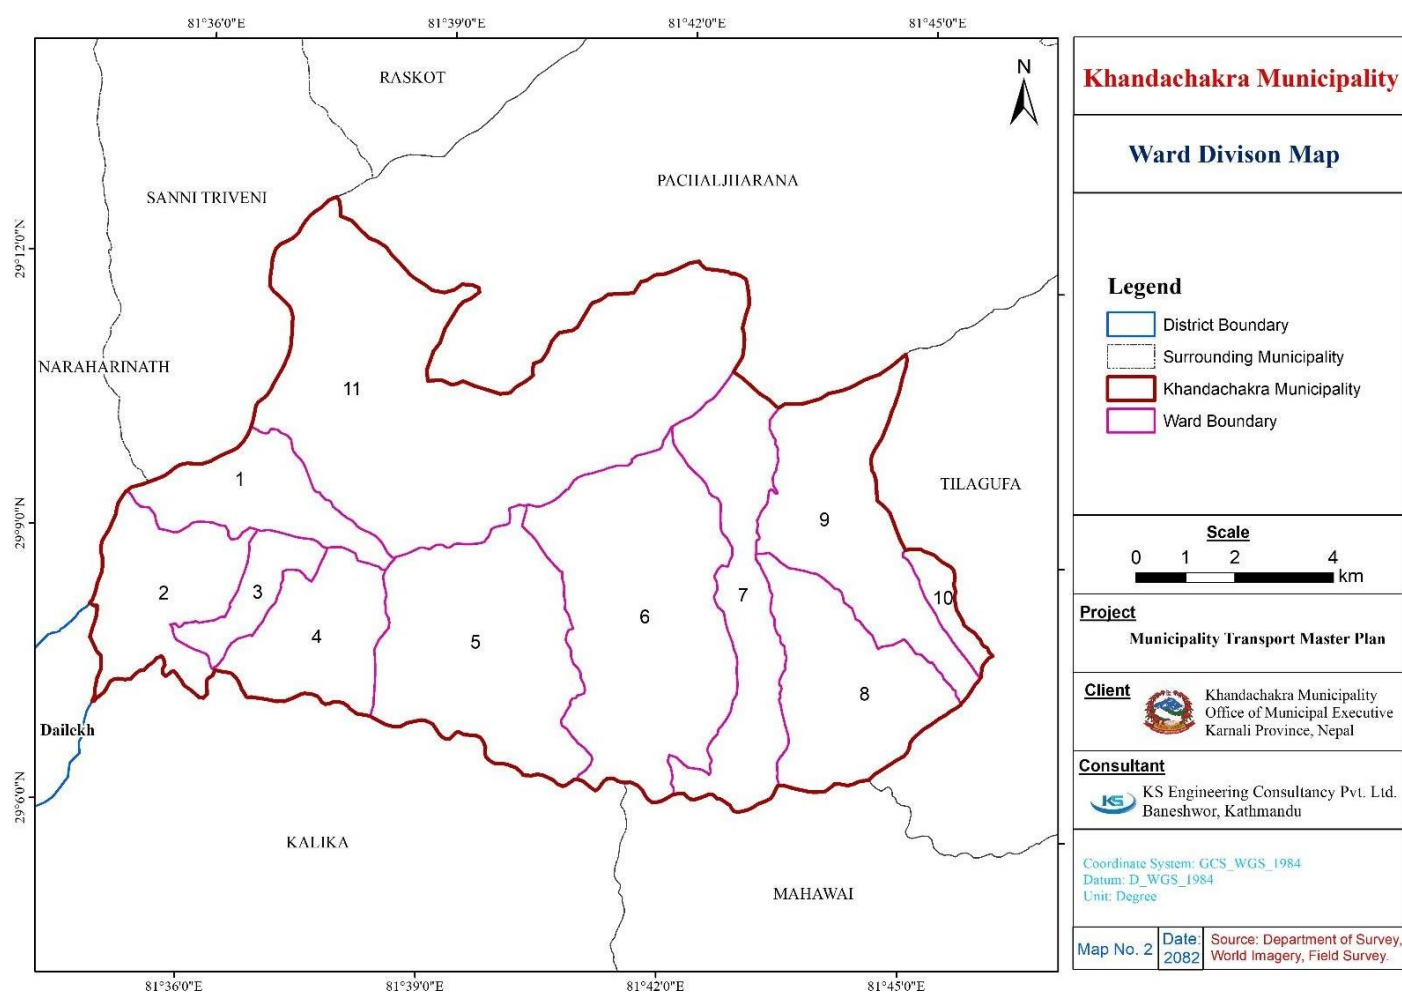 81°36'0"E 81°39'0"E 81°42'0"E 81°45'0"E
RASKOT
N
SANNI TRIVENI
PACHALJHARANA
29°12'0"N
NARAHARINATH
11
1
TILAGUFA
9
29°9'0"N
2
3
10
7
6
4
5
8
Dailekh
29°6'0"N
KALIKA
MAHAWAI
81°36'0"E 81°39'0"E 81°42'0"E 81°45'0"E
Khandachakra Municipality
Ward Divison Map
Legend
District Boundary
Surrounding Municipality
Khandachakra Municipality
Ward Boundary
Scale
0 1 2 4
km
Project
Municipality Transport Master Plan
Client
Khandachakra Municipality
Office of Municipal Executive
Karnali Province, Nepal
Consultant
KS
KS Engineering Consultancy Pvt. Ltd.
Baneshwor, Kathmandu
Coordinate System: GCS_WGS_1984
Datum: D_WGS_1984
Unit: Degree
Map No. 2
Date:
2082
Source: Department of Survey,
World Imagery, Field Survey.